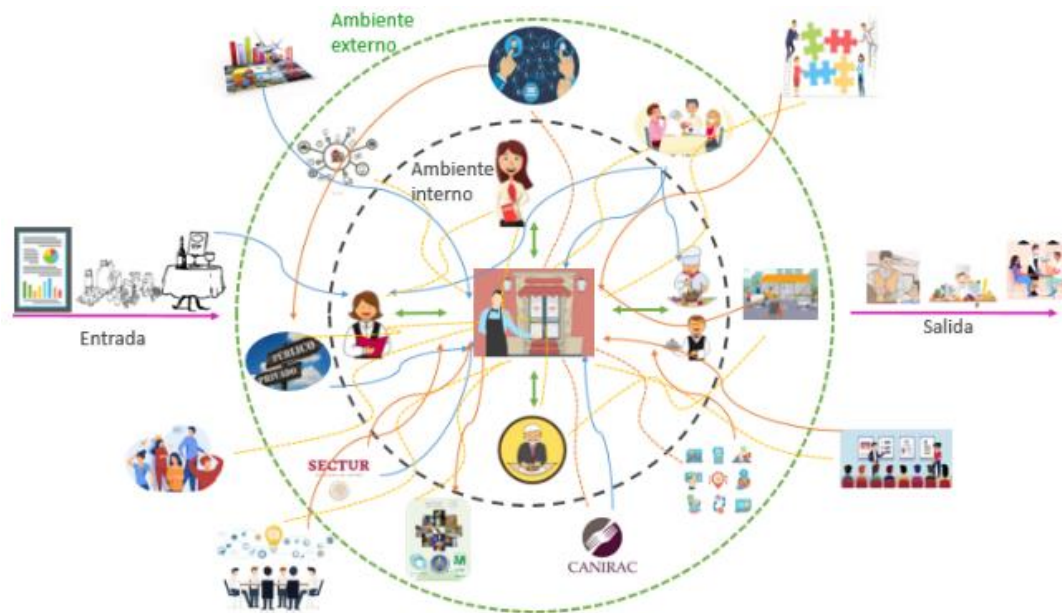 Ambiente
externo
Ambiente
interno
Entrada
Salida
PÚBLICO
PRIVADO
SECTUR
CANIRAC